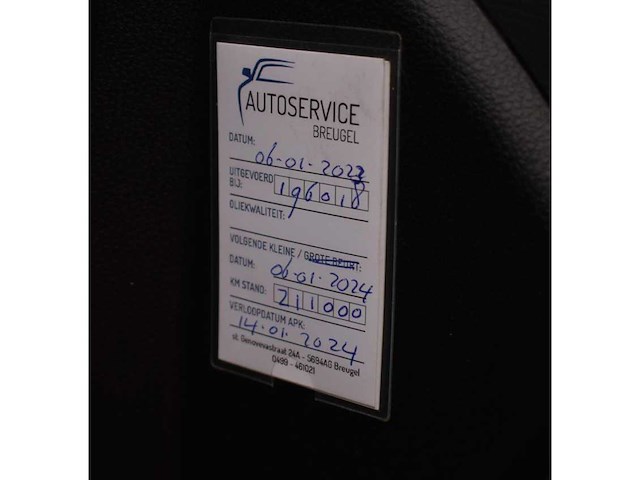 AUTOSERVICE
BREUGEL
DATUM: 06-01-2023
UITGEVOERD
BIJ: 196018
OLIEKWALITEIT:
VOLGENDE KLEINE / GROTE BEURT:
DATUM: 06-01-2024
KM STAND: 211000
VERLOOPDATUM APK:
14-01-2024
st. Genovevastraat 24A - 5694AG Breugel
0499 - 461021